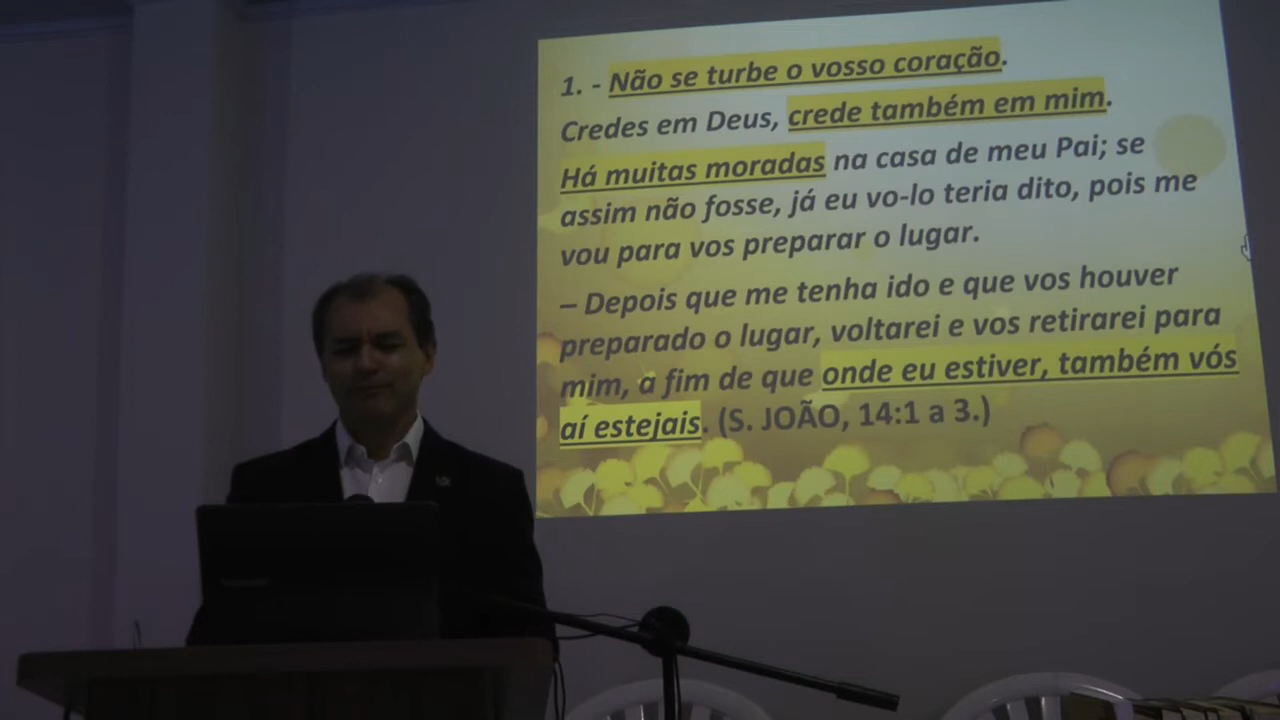 1. - Não se turbe o vosso coração.
Credes em Deus, crede também em mim.
Há muitas moradas na casa de meu Pai; se
assim não fosse, já eu vo-lo teria dito, pois me
vou para vos preparar o lugar.
– Depois que me tenha ido e que vos houver
preparado o lugar, voltarei e vos retirarei para
mim, a fim de que onde eu estiver, também vós
aí estejais. (S. JOÃO, 14:1 a 3.)